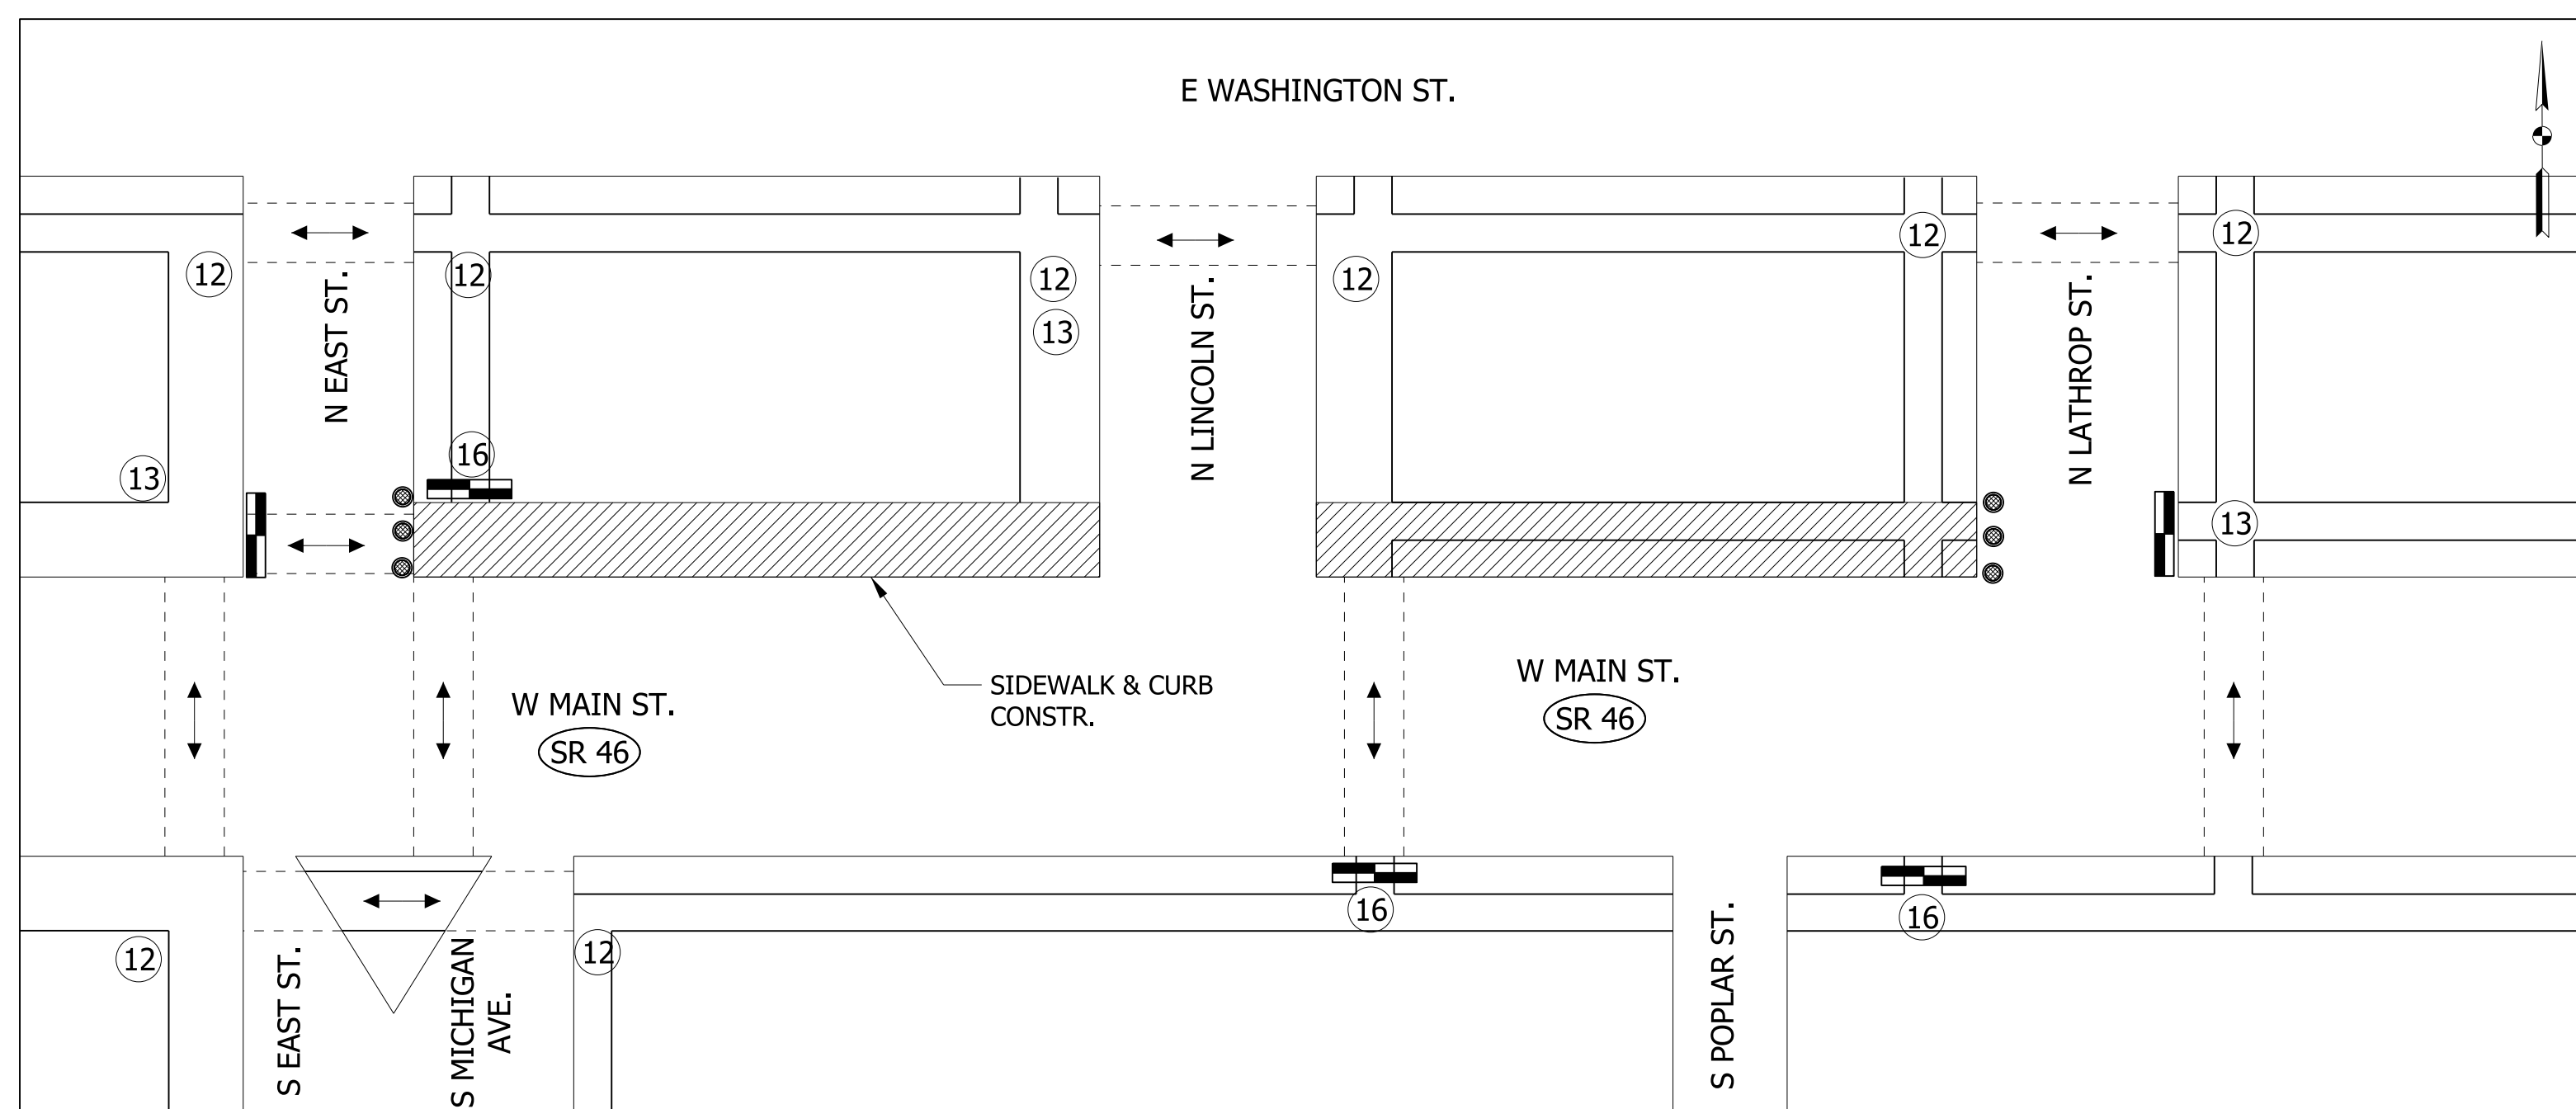 E WASHINGTON ST.
12
12
12
12
12
12
13
N EAST ST.
N LINCOLN ST.
N LATHROP ST.
16
13
13
SIDEWALK & CURB
CONSTR.
W MAIN ST.
SR 46
W MAIN ST.
SR 46
16
16
12
12
S EAST ST.
S MICHIGAN
AVE.
S POPLAR ST.